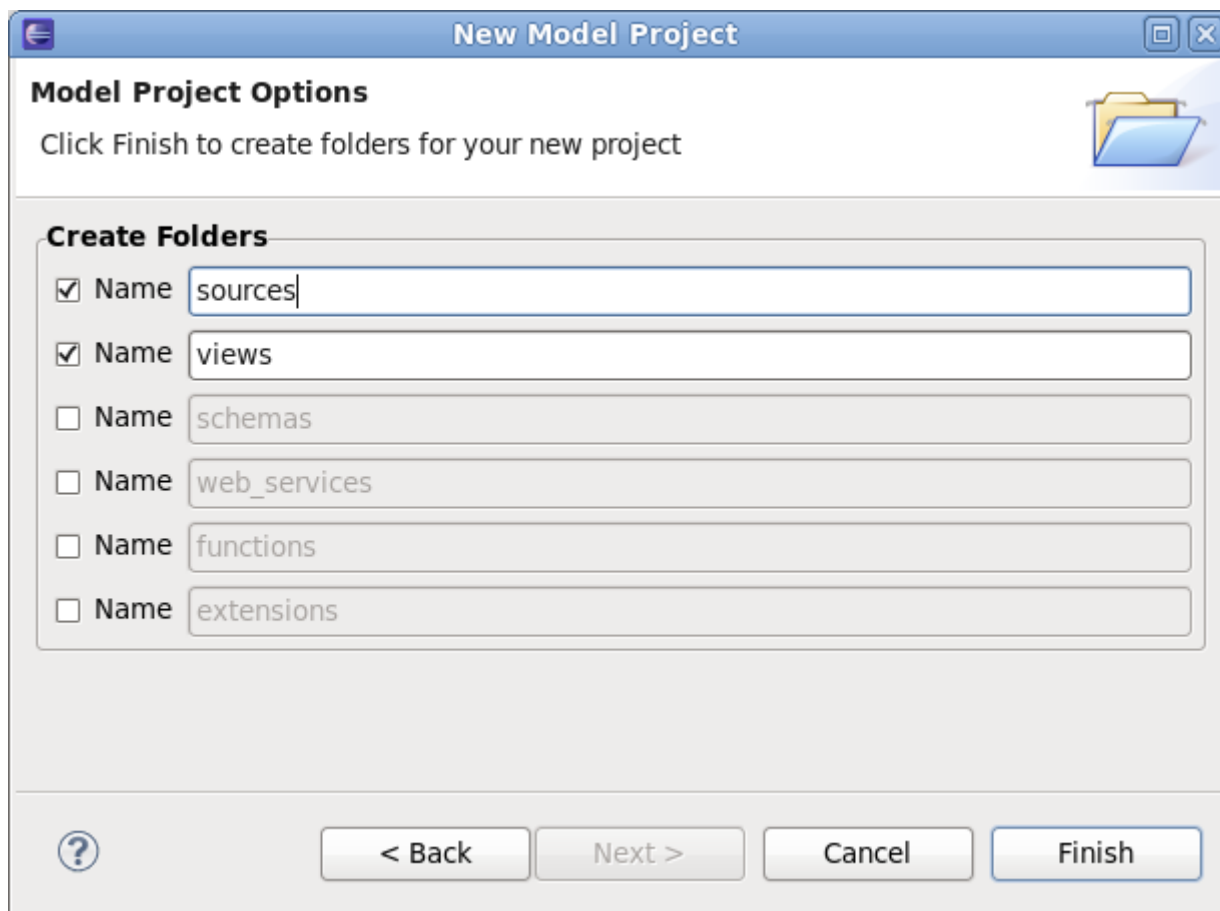 New Model Project
Model Project Options
Click Finish to create folders for your new project
Create Folders
Name sources
Name views
Name schemas
Name web_services
Name functions
Name extensions
? < Back Next > Cancel Finish